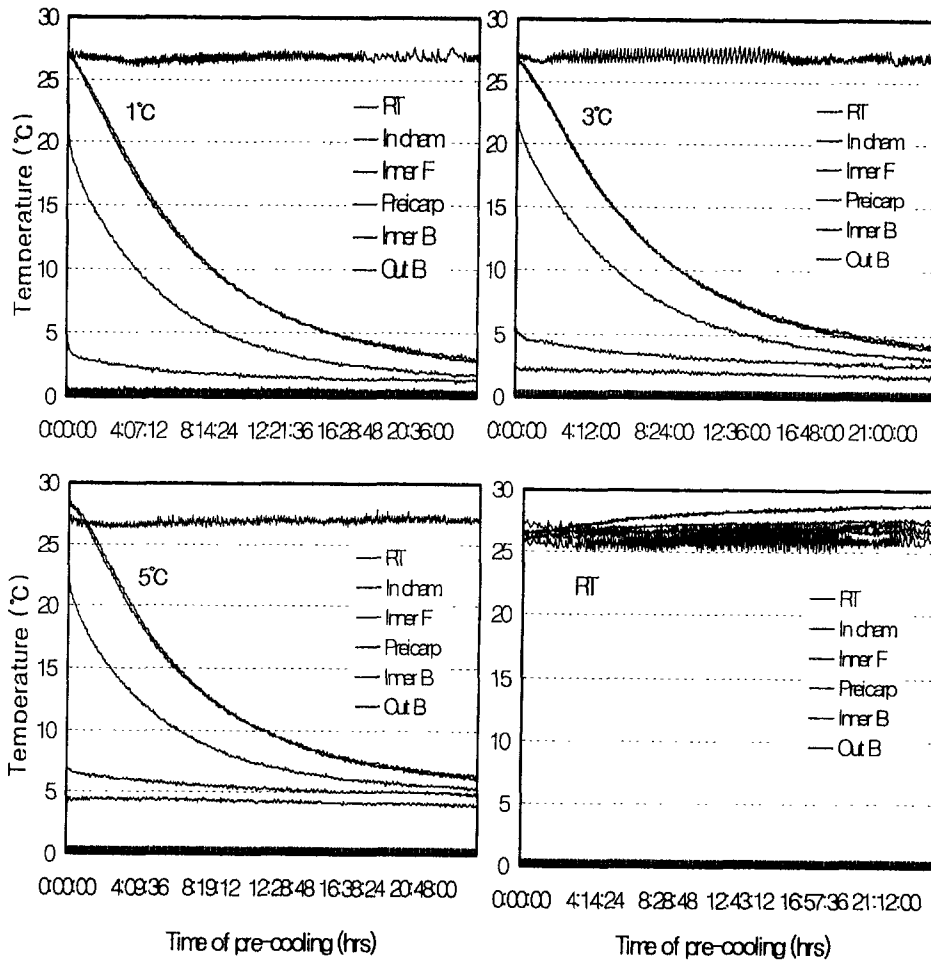 30
25
20
15
10
5
0
Temperature (°C)
1°C
RT
In cham
Inner F
Preicarp
Inner B
Out B
0:00:00 4:07:12 8:14:24 12:21:36 16:28:48 20:36:00
30
25
20
15
10
5
0
3°C
RT
In cham
Inner F
Preicarp
Inner B
Out B
0:00:00 4:12:00 8:24:00 12:36:00 16:48:00 21:00:00
30
25
20
15
10
5
0
Temperature (°C)
5°C
RT
In cham
Inner F
Preicarp
Inner B
Out B
0:00:00 4:09:36 8:19:12 12:28:48 16:38:24 20:48:00
Time of pre-cooling (hrs)
30
25
20
15
10
5
0
RT
RT
In cham
Inner F
Preicarp
Inner B
Out B
0:00:00 4:14:24 8:28:48 12:43:12 16:57:36 21:12:00
Time of pre-cooling (hrs)